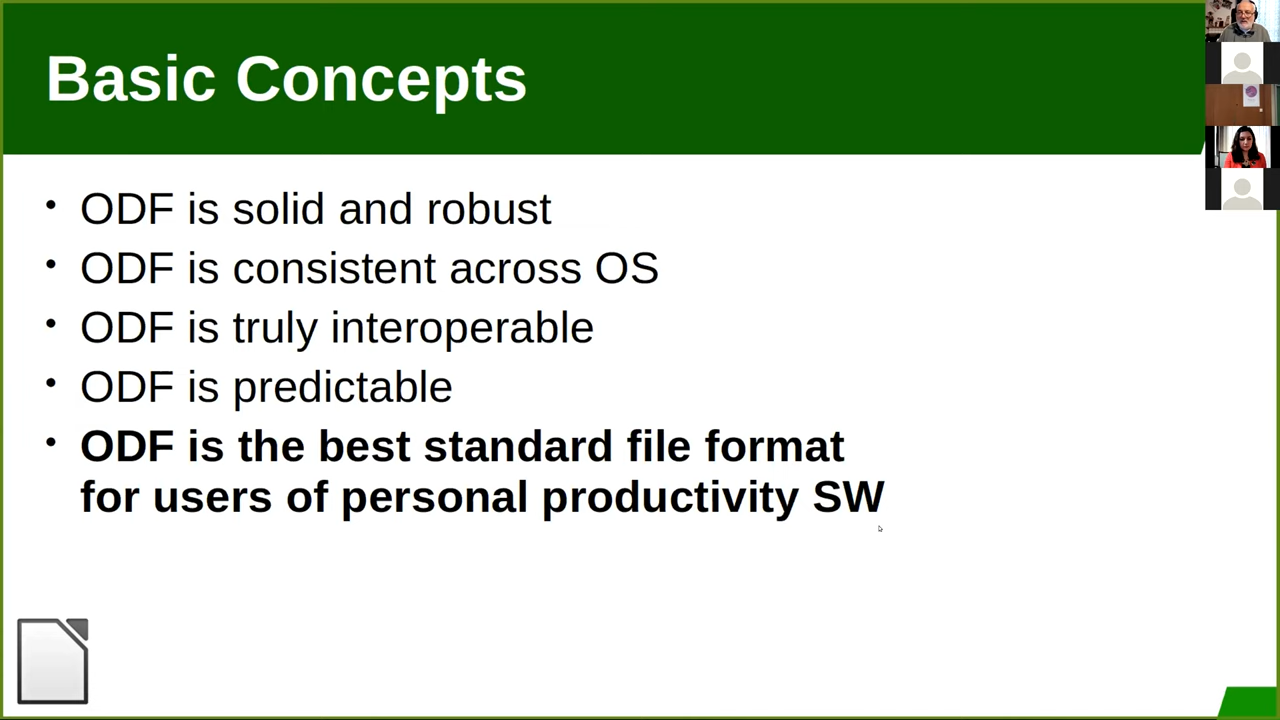 Basic Concepts
• ODF is solid and robust
• ODF is consistent across OS
• ODF is truly interoperable
• ODF is predictable
• ODF is the best standard file format
for users of personal productivity SW